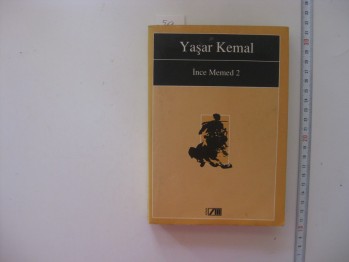 Yaşar Kemal
İnce Memed 2